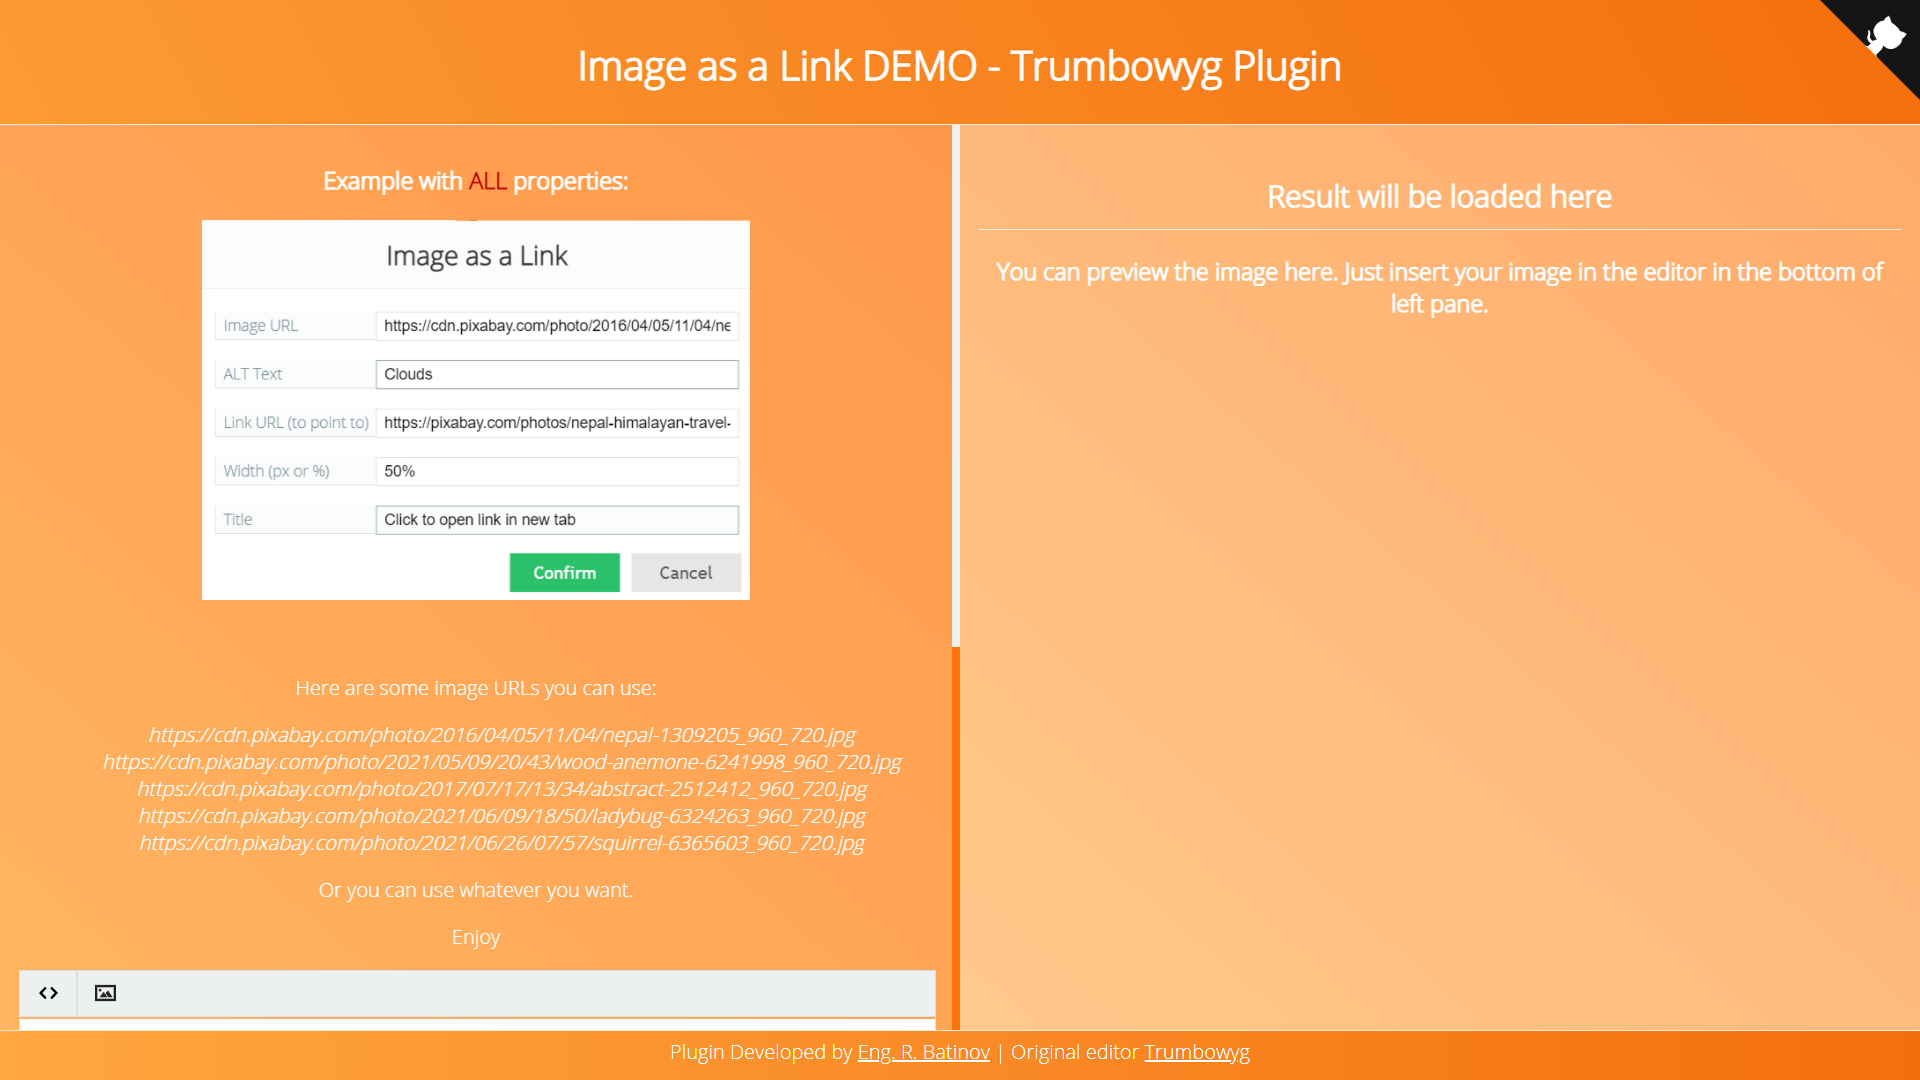 Image as a Link DEMO - Trumbowyg Plugin
Example with ALL properties:
Image as a Link
Image URL https://cdn.pixabay.com/photo/2016/04/05/11/04/ne
ALT Text Clouds
Link URL (to point to) https://pixabay.com/photos/nepal-himalayan-travel-
Width (px or %) 50%
Title Click to open link in new tab
Confirm Cancel
Here are some image URLs you can use:
https://cdn.pixabay.com/photo/2016/04/05/11/04/nepal-1309205_960_720.jpg
https://cdn.pixabay.com/photo/2021/05/09/20/43/wood-anemone-6241998_960_720.jpg
https://cdn.pixabay.com/photo/2017/07/17/13/34/abstract-2512412_960_720.jpg
https://cdn.pixabay.com/photo/2021/06/09/18/50/ladybug-6324263_960_720.jpg
https://cdn.pixabay.com/photo/2021/06/26/07/57/squirrel-6365603_960_720.jpg
Or you can use whatever you want.
Enjoy
Result will be loaded here
You can preview the image here. Just insert your image in the editor in the bottom of
left pane.
Plugin Developed by Eng. R. Batinov | Original editor Trumbowyg